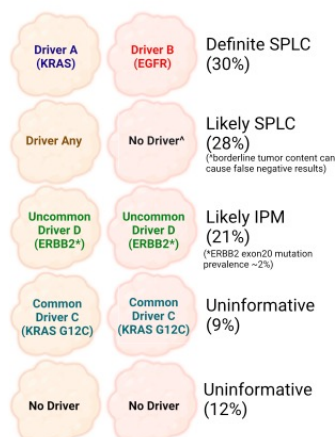 Driver A
(KRAS)
Driver B
(EGFR)
Definite SPLC
(30%)
Driver Any
No Driver^
Likely SPLC
(28%)
(^borderline tumor content can
cause false negative results)
Uncommon
Driver D
(ERBB2*)
Uncommon
Driver D
(ERBB2*)
Likely IPM
(21%)
(*ERBB2 exon20 mutation
prevalence ~2%)
Common
Driver C
(KRAS G12C)
Common
Driver C
(KRAS G12C)
Uninformative
(9%)
No Driver
No Driver
Uninformative
(12%)